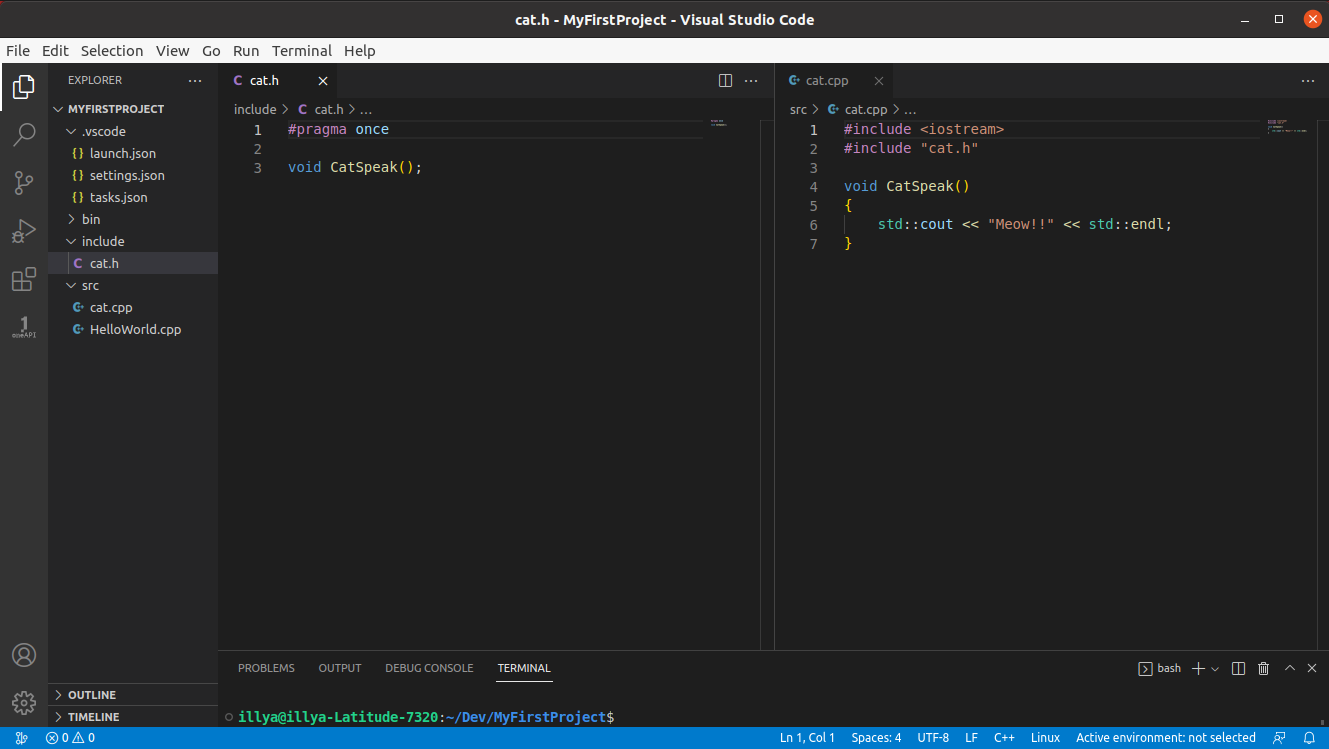 cat.h - MyFirstProject - Visual Studio Code
File Edit Selection View Go Run Terminal Help
EXPLORER
MYFIRSTPROJECT
.vscode
{} launch.json
{} settings.json
{} tasks.json
bin
include
C cat.h
src
C+ cat.cpp
C+ HelloWorld.cpp
OUTLINE
TIMELINE
1 oneAPI
C cat.h
include > C cat.h > ...
1 #pragma once
2
3 void CatSpeak();
C+ cat.cpp
src > C+ cat.cpp > ...
1 #include <iostream>
2 #include "cat.h"
3
4 void CatSpeak()
5 {
6     std::cout << "Meow!!" << std::endl;
7 }
PROBLEMS OUTPUT DEBUG CONSOLE TERMINAL
bash
illya@illya-Latitude-7320:~/Dev/MyFirstProject$
0 0
Ln 1, Col 1 Spaces: 4 UTF-8 LF C++ Linux Active environment: not selected